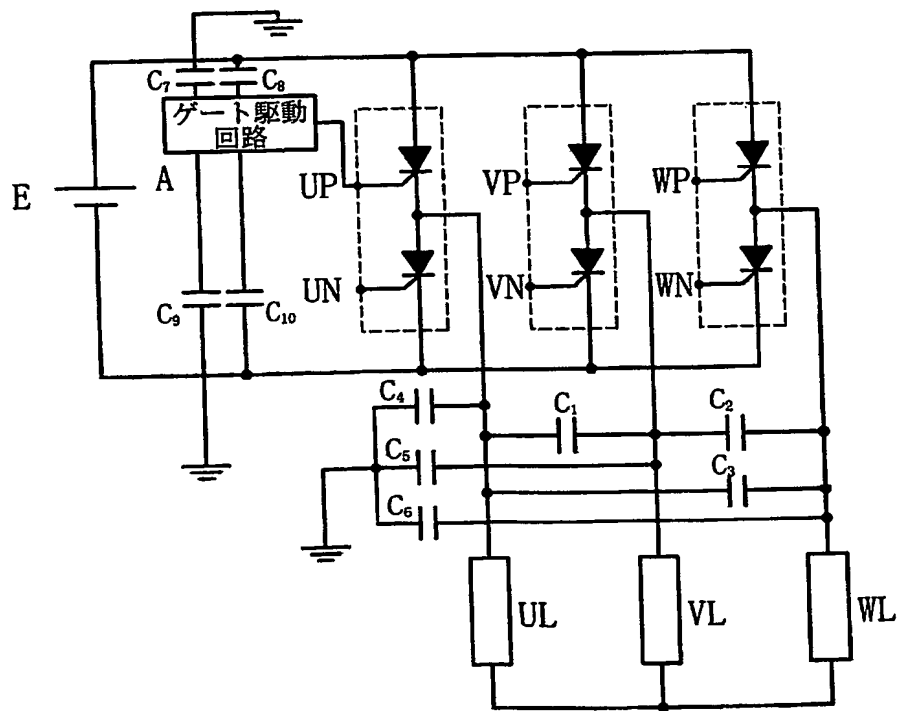 C₇
C₈
ゲート駆動
回路
E
A
UP
VP
WP
UN
VN
WN
C₉
C₁₀
C₄
C₁
C₂
C₅
C₃
C₆
UL
VL
WL